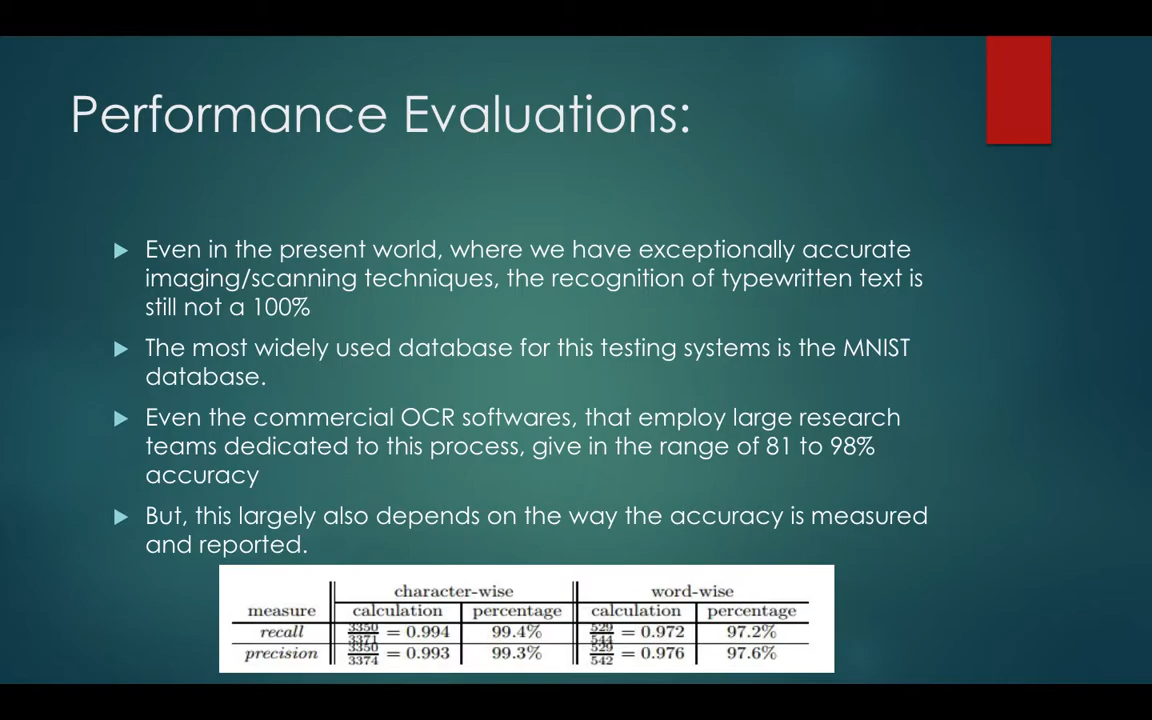 Performance Evaluations:
Even in the present world, where we have exceptionally accurate
imaging/scanning techniques, the recognition of typewritten text is
still not a 100%
The most widely used database for this testing systems is the MNIST
database.
Even the commercial OCR softwares, that employ large research
teams dedicated to this process, give in the range of 81 to 98%
accuracy
But, this largely also depends on the way the accuracy is measured
and reported.
character-wise word-wise
measure calculation percentage calculation percentage
recall 3350/3371 = 0.994 99.4% 529/544 = 0.972 97.2%
precision 3350/3374 = 0.993 99.3% 529/542 = 0.976 97.6%